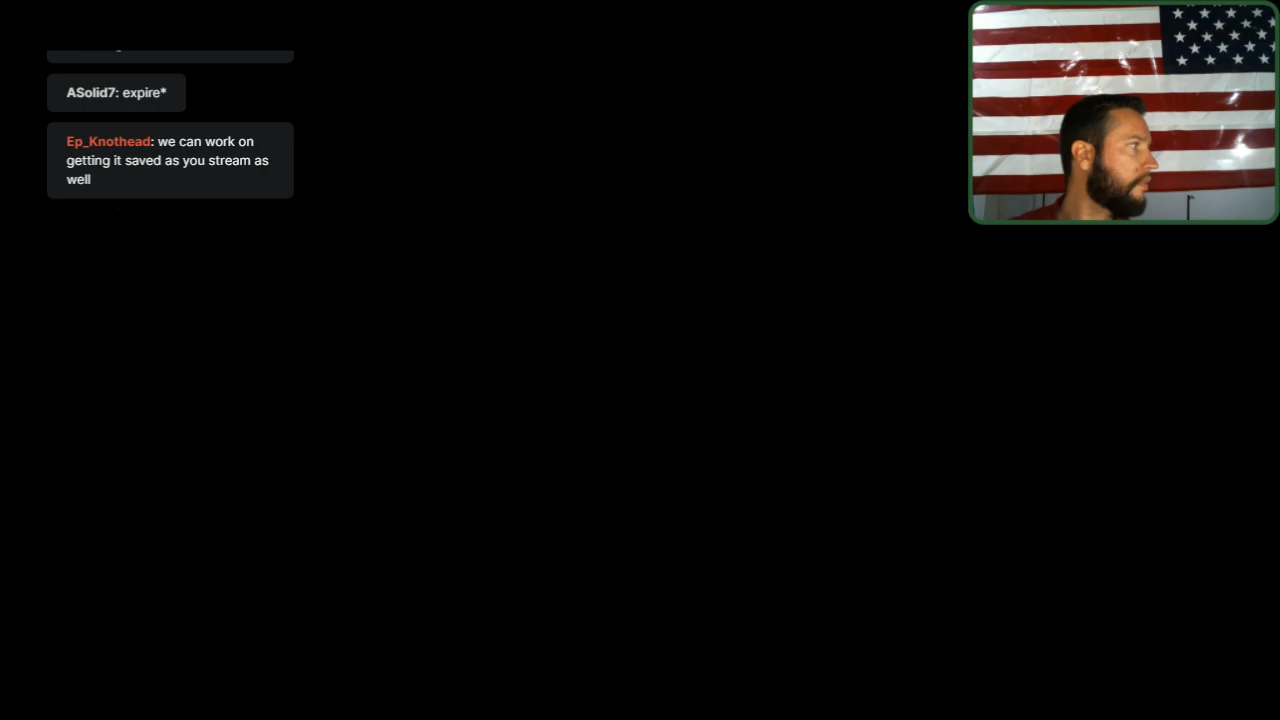 ASolid7: expire*
Ep_Knothead: we can work on
getting it saved as you stream as
well